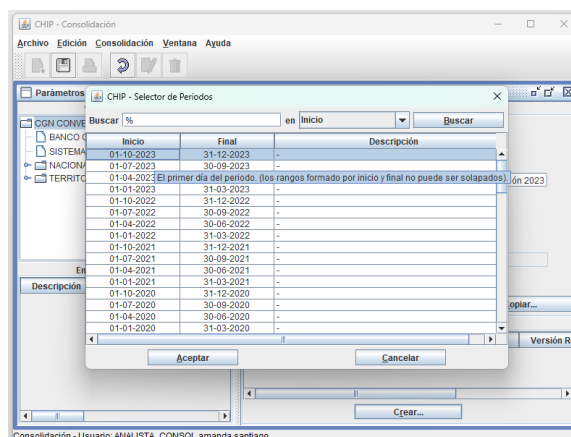 CHIP - Consolidación
Archivo Edición Consolidación Ventana Ayuda
Parámetros
CHIP - Selector de Periodos
CGN CONVE
BANCO
SISTEMA
NACIONA
TERRITO
Buscar % en Inicio Buscar
Inicio Final Descripción
01-10-2023 31-12-2023 -
01-07-2023 30-09-2023 -
01-04-2023 El primer día del periodo. (los rangos formado por inicio y final no puede ser solapados).
ón 2023
01-01-2023 31-03-2023 -
01-10-2022 31-12-2022 -
01-07-2022 30-09-2022 -
01-04-2022 30-06-2022 -
01-01-2022 31-03-2022 -
01-10-2021 31-12-2021 -
01-07-2021 30-09-2021 -
01-04-2021 30-06-2021 -
01-01-2021 31-03-2021 -
01-10-2020 31-12-2020 -
01-07-2020 30-09-2020 -
01-04-2020 30-06-2020 -
01-01-2020 31-03-2020 -
Aceptar Cancelar
En
Descripción
opiar...
Versión R
Crear...
Consolidación - Usuario: ANALISTA_CONSOL amanda santiago